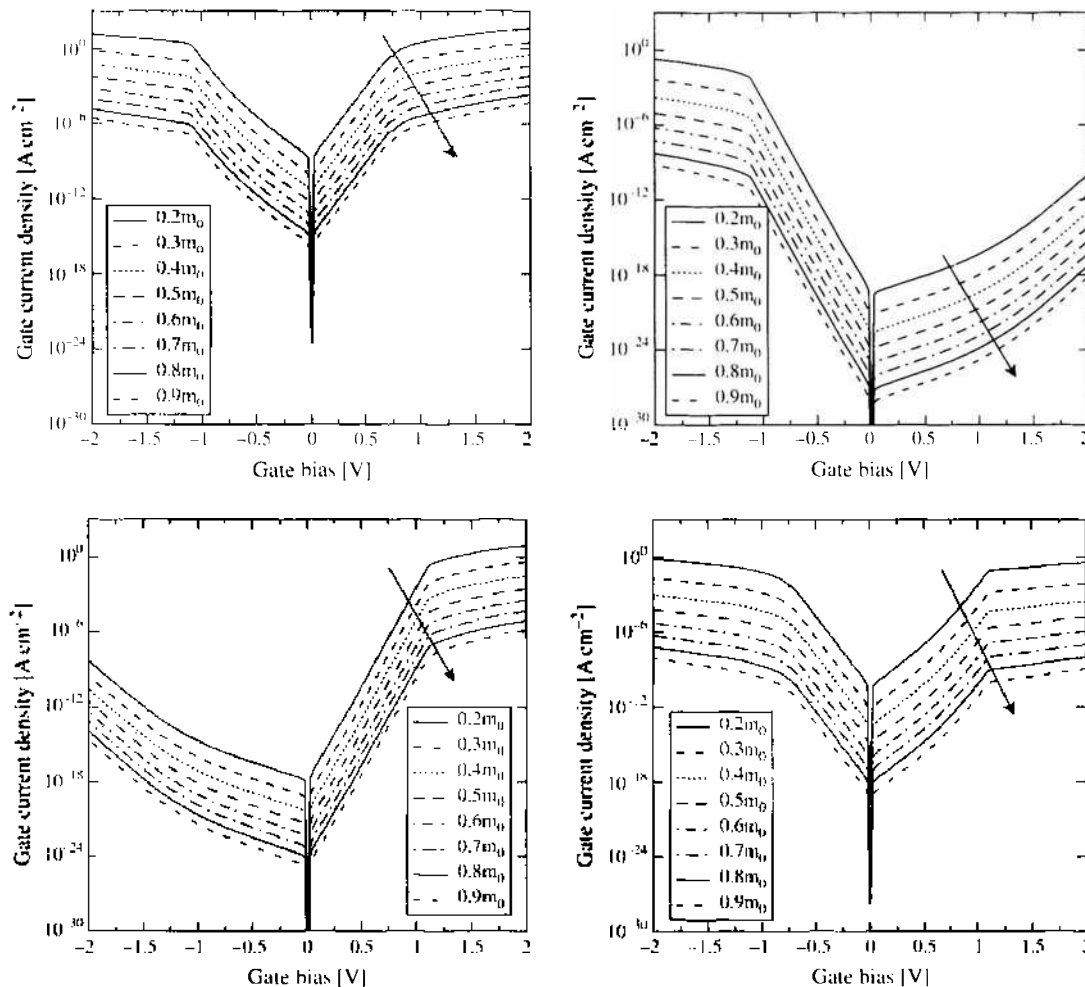 10⁰
10⁻⁶
10⁻¹²
10⁻¹⁸
10⁻²⁴
10⁻³⁰
Gate current density [A cm⁻²]
0.2m₀
0.3m₀
0.4m₀
0.5m₀
0.6m₀
0.7m₀
0.8m₀
0.9m₀
−2 −1.5 −1 −0.5 0 0.5 1 1.5 2
Gate bias [V]
10⁰
10⁻⁶
10⁻¹²
10⁻¹⁸
10⁻²⁴
10⁻³⁰
Gate current density [A cm⁻²]
0.2m₀
0.3m₀
0.4m₀
0.5m₀
0.6m₀
0.7m₀
0.8m₀
0.9m₀
−2 −1.5 −1 −0.5 0 0.5 1 1.5 2
Gate bias [V]
10⁰
10⁻⁶
10⁻¹²
10⁻¹⁸
10⁻²⁴
10⁻³⁰
Gate current density [A cm⁻²]
0.2m₀
0.3m₀
0.4m₀
0.5m₀
0.6m₀
0.7m₀
0.8m₀
0.9m₀
−2 −1.5 −1 −0.5 0 0.5 1 1.5 2
Gate bias [V]
10⁰
10⁻⁶
10⁻¹⁸
10⁻²⁴
10⁻³⁰
Gate current density [A cm⁻²]
0.2m₀
0.3m₀
0.4m₀
0.5m₀
0.6m₀
0.7m₀
0.8m₀
0.9m₀
−2 −1.5 −1 −0.5 0 0.5 1 1.5 2
Gate bias [V]